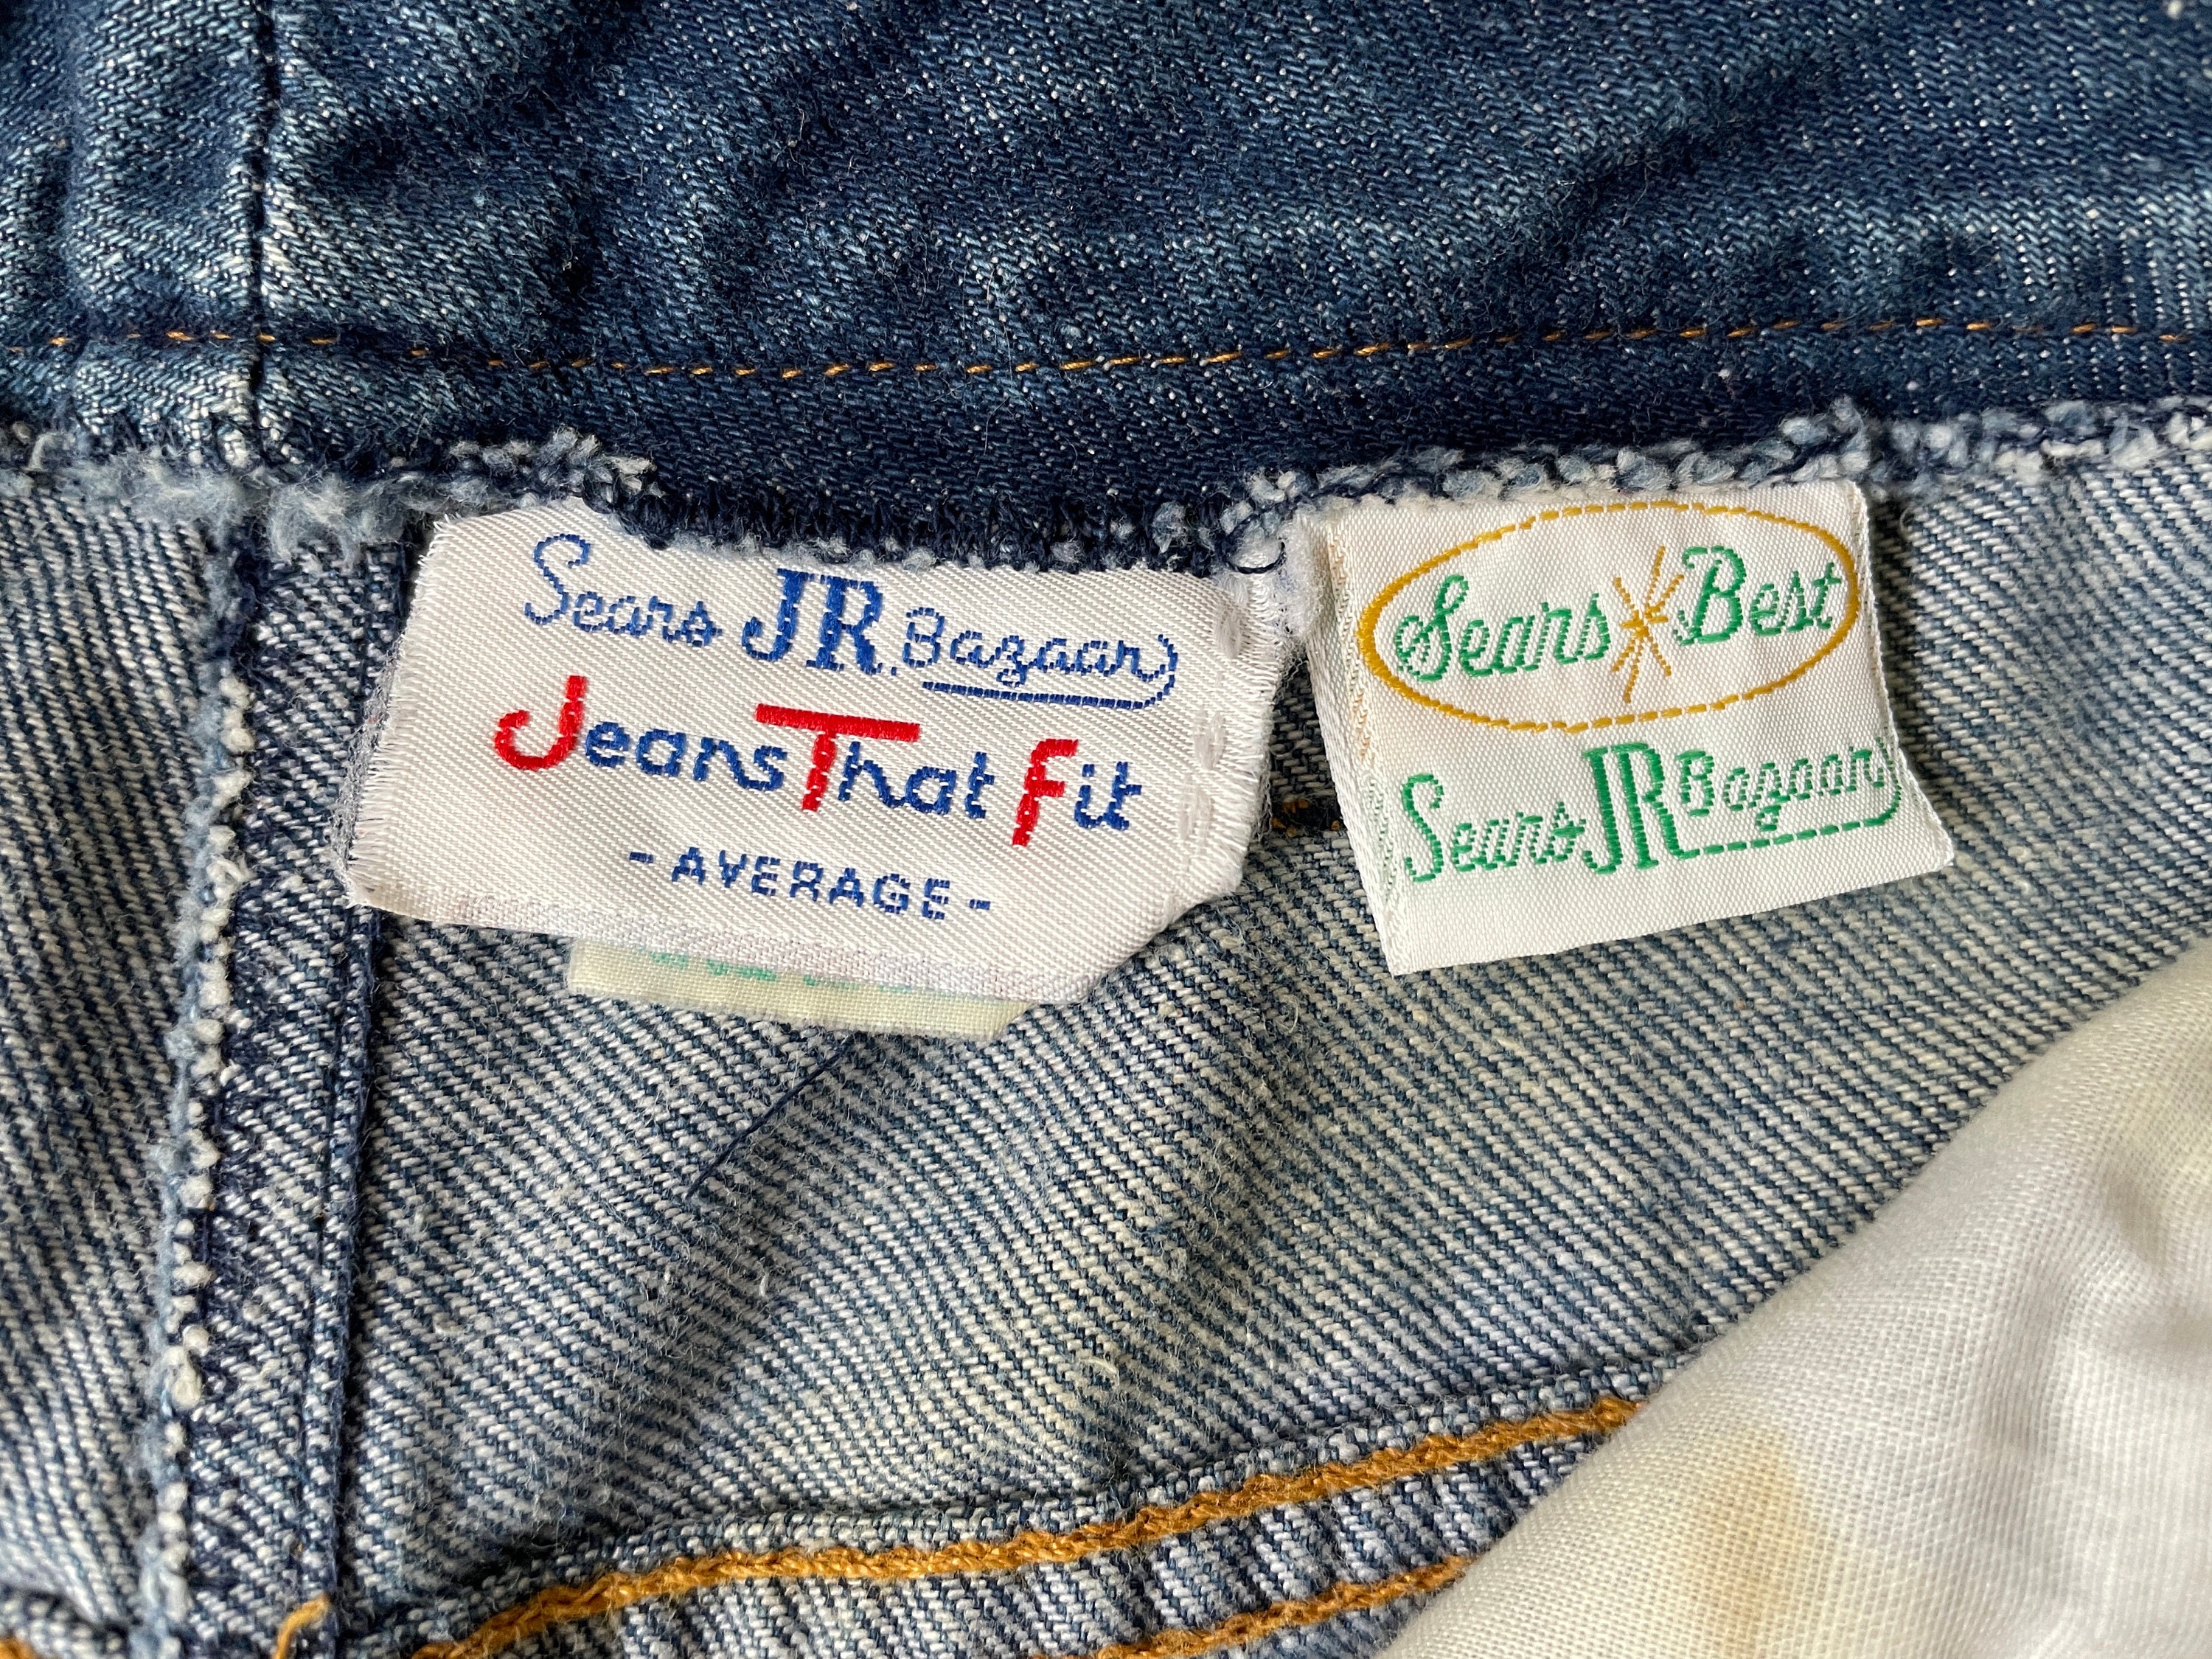 Sears JR. Bazaar
Jeans That Fit
- AVERAGE -
Sears Best
Sears JR Bazaar